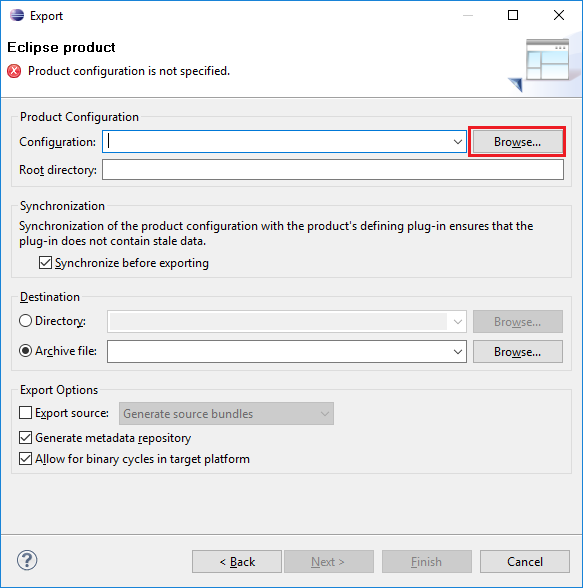 Export
Eclipse product
Product configuration is not specified.
Product Configuration
Configuration: Browse...
Root directory:
Synchronization
Synchronization of the product configuration with the product's defining plug-in ensures that the
plug-in does not contain stale data.
Synchronize before exporting
Destination
Directory: Browse...
Archive file: Browse...
Export Options
Export source: Generate source bundles
Generate metadata repository
Allow for binary cycles in target platform
? < Back Next > Finish Cancel